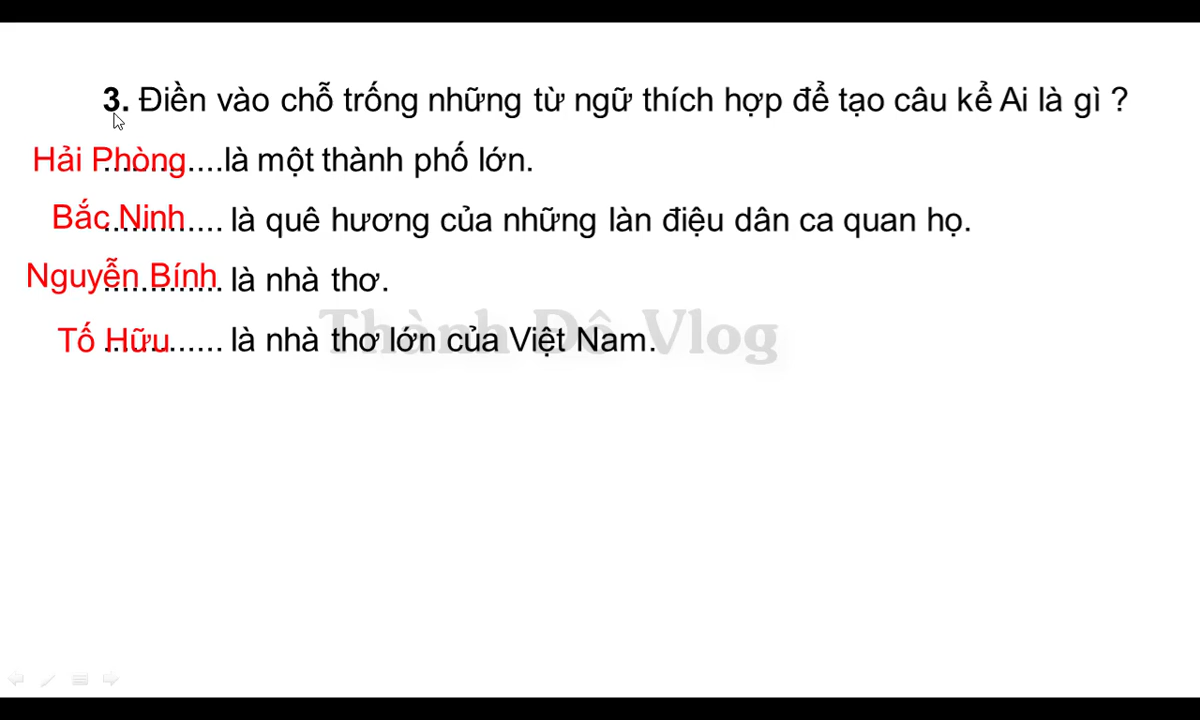 3. Điền vào chỗ trống những từ ngữ thích hợp để tạo câu kể Ai là gì ?
Hải Phòng............là một thành phố lớn.
Bắc Ninh............ là quê hương của những làn điệu dân ca quan họ.
Nguyễn Bính............ là nhà thơ.
Tố Hữu............ là nhà thơ lớn của Việt Nam.
Thành Đô Vlog